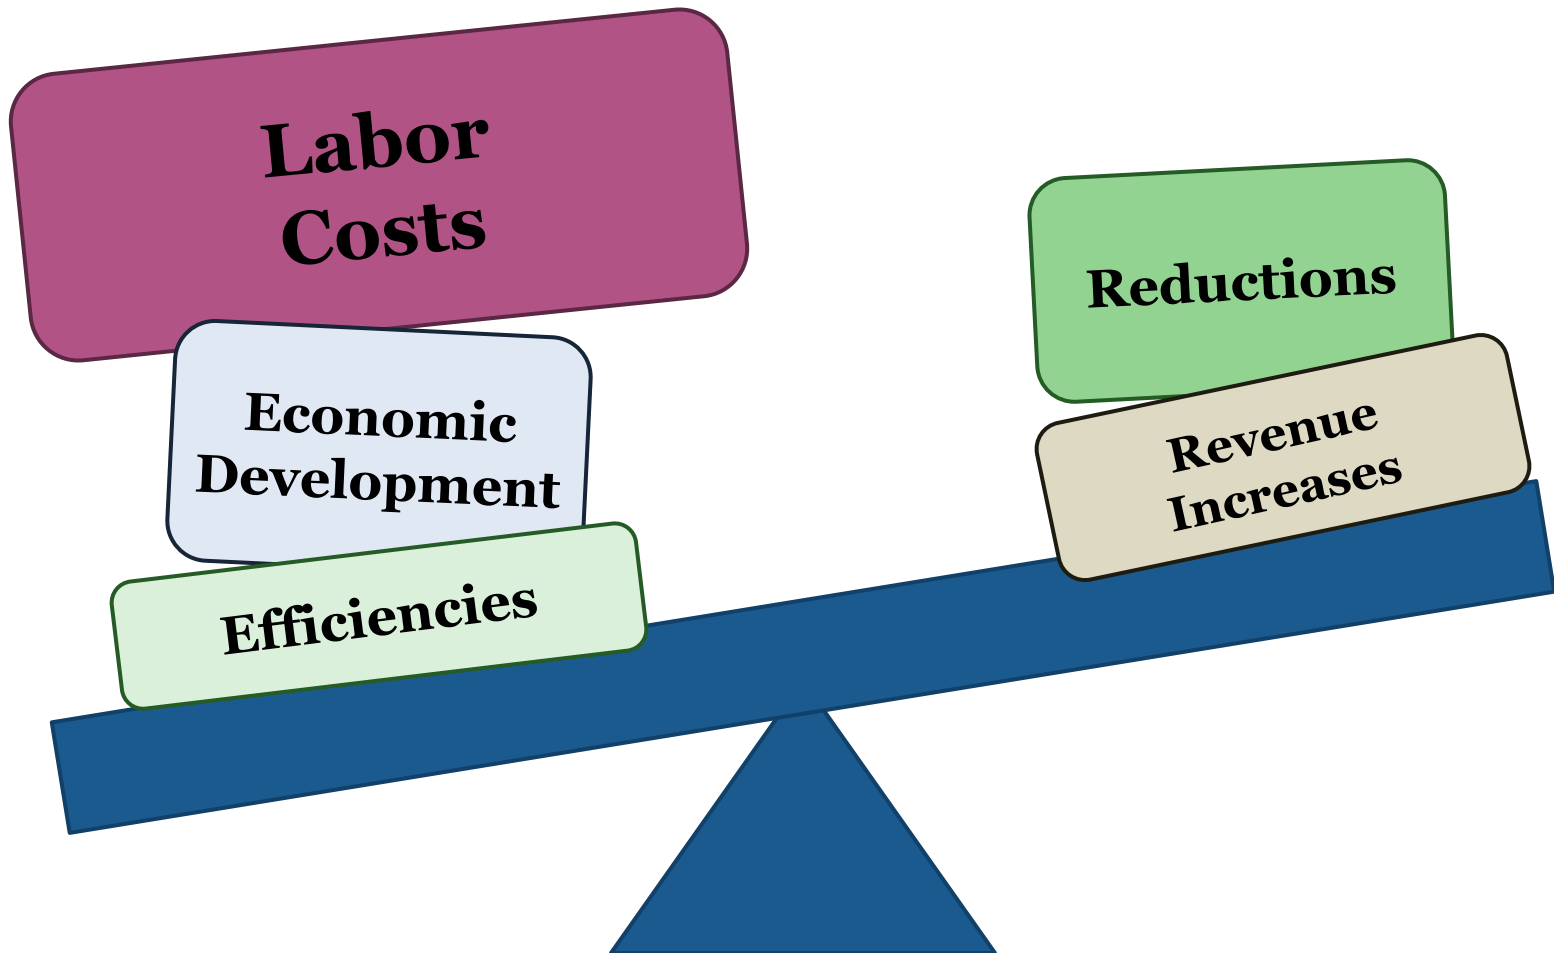 Labor
Costs
Economic
Development
Efficiencies
Reductions
Revenue
Increases